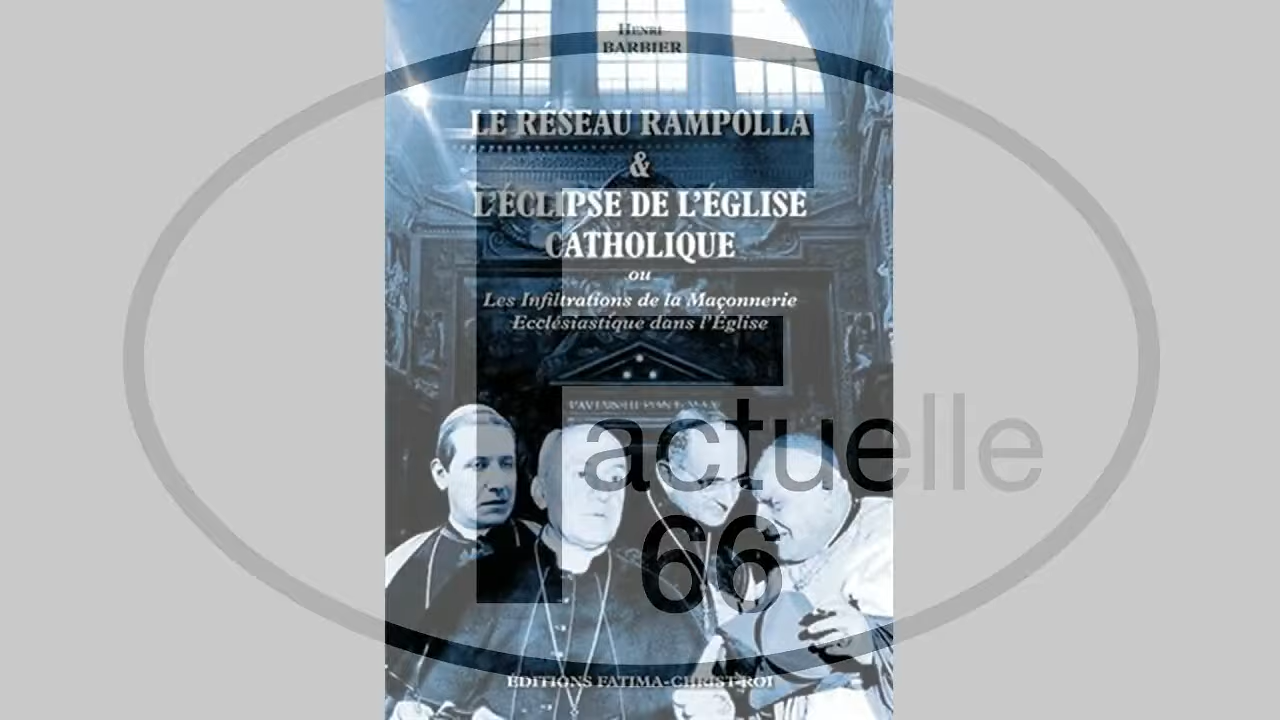 HENRI
BARBIER
LE RÉSEAU RAMPOLLA
&
L'ÉCLIPSE DE L'ÉGLISE
CATHOLIQUE
ou
Les Infiltrations de la Maçonnerie
Ecclésiastique dans l'Église
F
actuelle
66
ÉDITIONS FATIMA-CHRIST-ROI